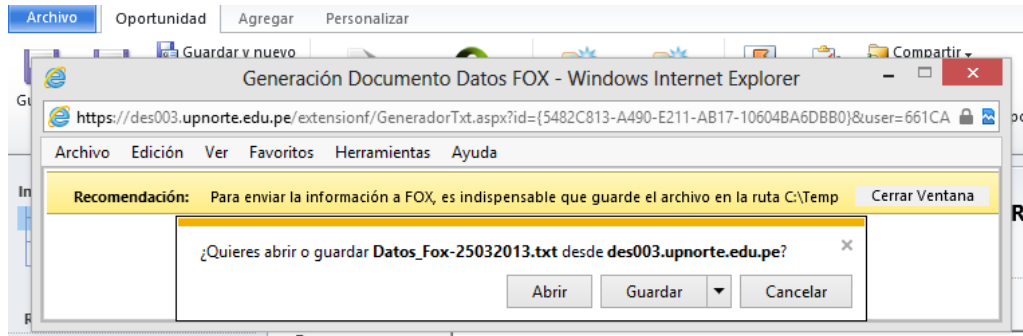 Archivo Oportunidad Agregar Personalizar
Guardar y nuevo
Compartir
Generación Documento Datos FOX - Windows Internet Explorer
https://des003.upnorte.edu.pe/extensionf/GeneradorTxt.aspx?id={5482C813-A490-E211-AB17-10604BA6DBB0}&user=661CA
Archivo Edición Ver Favoritos Herramientas Ayuda
Recomendación: Para enviar la información a FOX, es indispensable que guarde el archivo en la ruta C:\Temp Cerrar Ventana
¿Quieres abrir o guardar Datos_Fox-25032013.txt desde des003.upnorte.edu.pe?
Abrir Guardar Cancelar